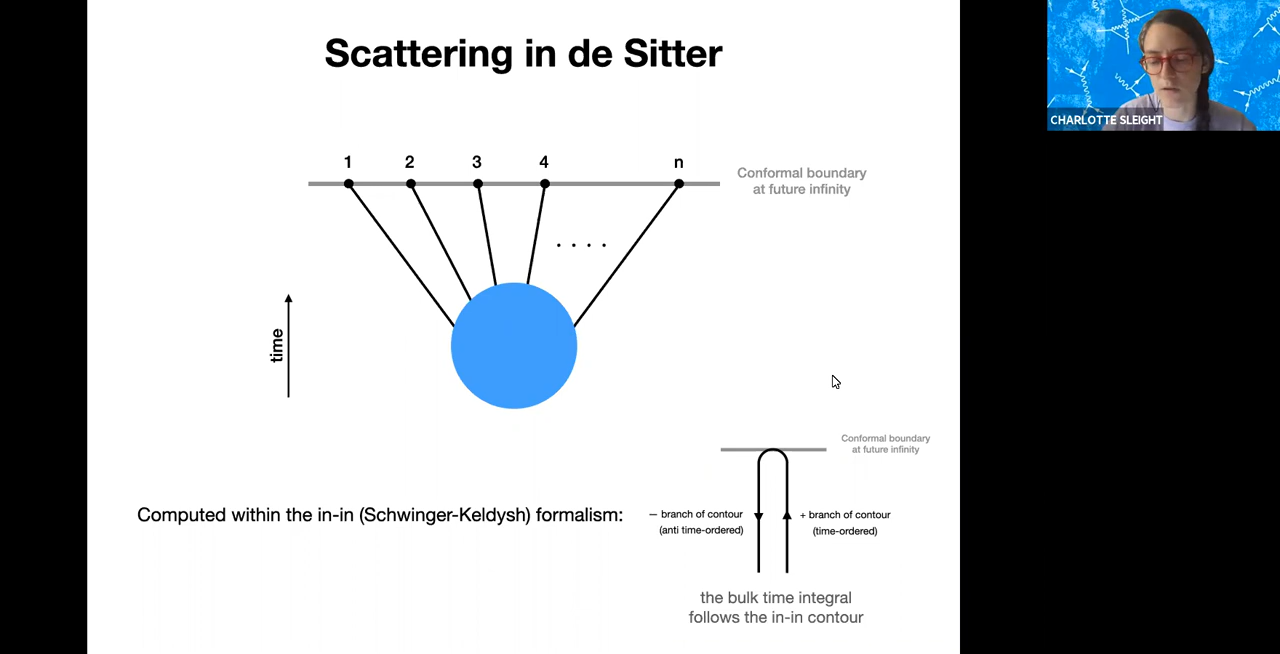 Scattering in de Sitter
CHARLOTTE SLEIGHT
1 2 3 4 n
Conformal boundary
at future infinity
. . . .
time
Conformal boundary
at future infinity
Computed within the in-in (Schwinger-Keldysh) formalism:
– branch of contour
(anti time-ordered)
+ branch of contour
(time-ordered)
the bulk time integral
follows the in-in contour